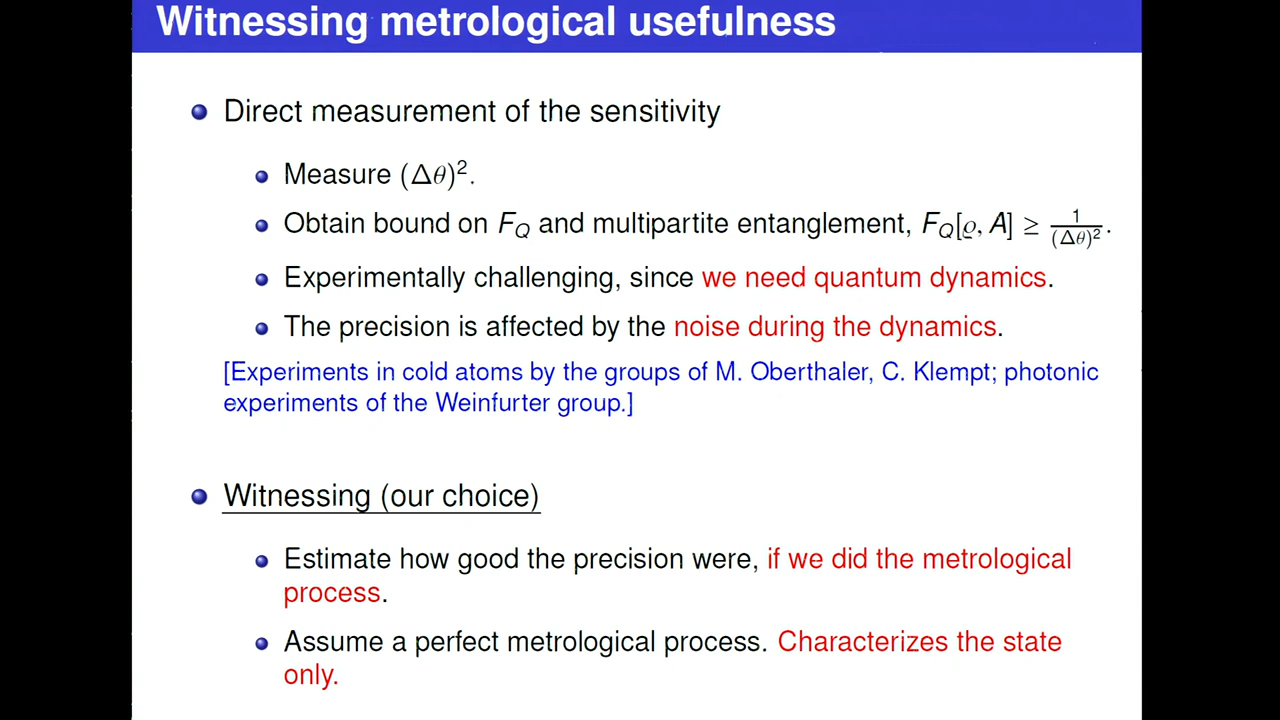 Witnessing metrological usefulness
Direct measurement of the sensitivity
Measure (Δθ)².
Obtain bound on F_Q and multipartite entanglement, F_Q[ϱ, A] ≥ 1/(Δθ)².
Experimentally challenging, since we need quantum dynamics.
The precision is affected by the noise during the dynamics.
[Experiments in cold atoms by the groups of M. Oberthaler, C. Klempt; photonic
experiments of the Weinfurter group.]
Witnessing (our choice)
Estimate how good the precision were, if we did the metrological
process.
Assume a perfect metrological process. Characterizes the state
only.